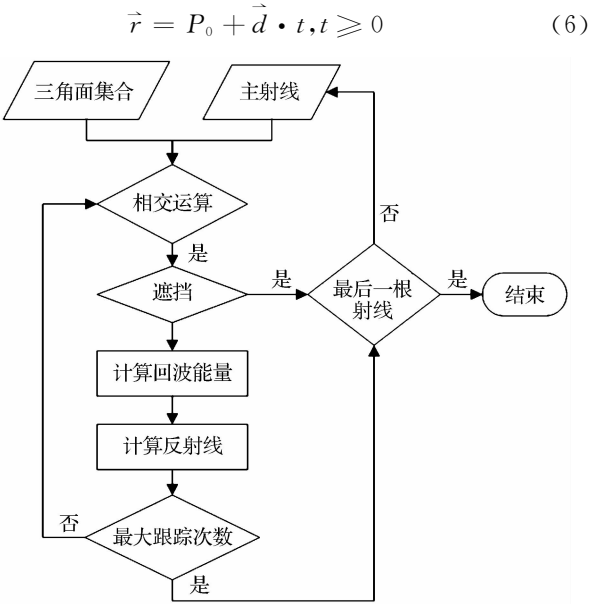 r⃗ = P₀ + d⃗ • t, t ⩾ 0 (6)
三角面集合
主射线
相交运算
否
是
遮挡
是
最后一根
射线
是
结束
计算回波能量
计算反射线
否
最大跟踪次数
是